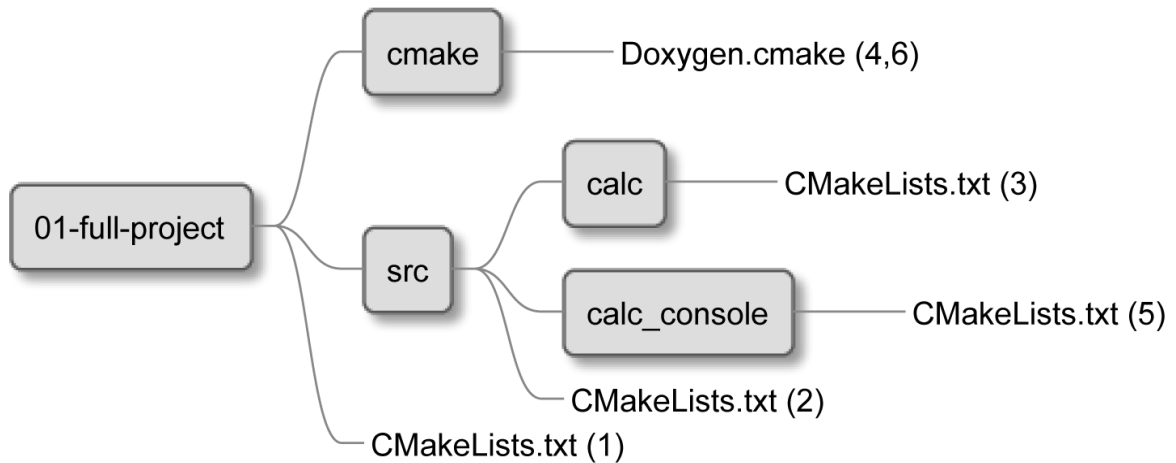 cmake
Doxygen.cmake (4,6)
calc
CMakeLists.txt (3)
01-full-project
src
calc_console
CMakeLists.txt (5)
CMakeLists.txt (2)
CMakeLists.txt (1)